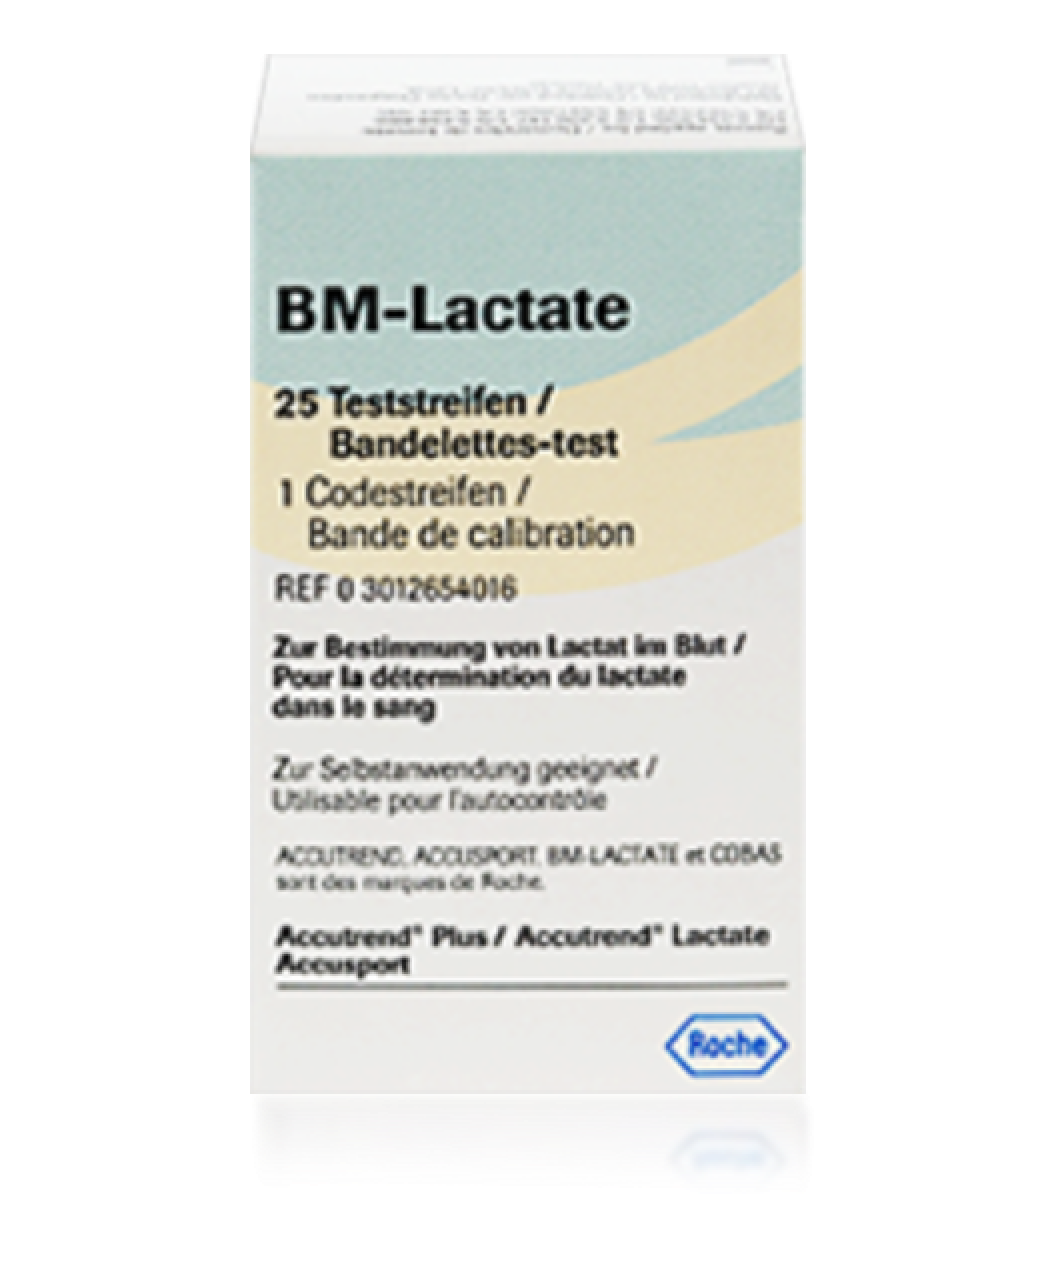 BM-Lactate
25 Teststreifen /
Bandelettes-test
1 Codestreifen /
Bande de calibration
REF 0 3012654016
Zur Bestimmung von Lactat im Blut /
Pour la détermination du lactate
dans le sang
Zur Selbstanwendung geeignet /
Utilisable pour l'autocontrôle
ACCUTREND, ACCUSPORT, BM-LACTATE et COBAS
sont des marques de Roche.
Accutrend® Plus / Accutrend® Lactate
Accusport
Roche